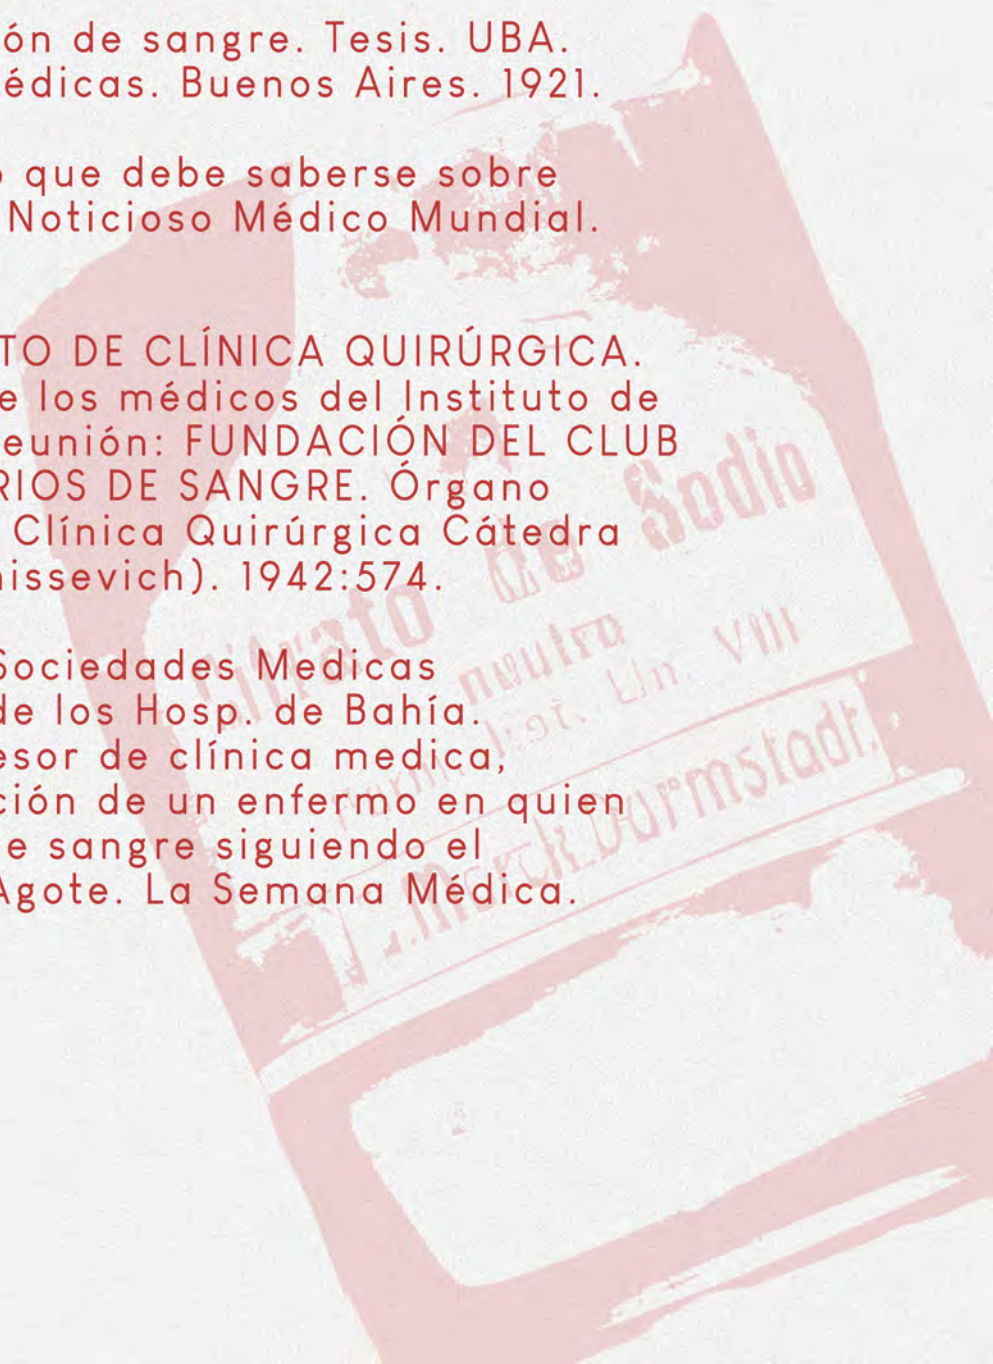 ón de sangre. Tesis. UBA.
édicas. Buenos Aires. 1921.
o que debe saberse sobre
Noticioso Médico Mundial.
TO DE CLÍNICA QUIRÚRGICA.
e los médicos del Instituto de
eunión: FUNDACIÓN DEL CLUB
RIOS DE SANGRE. Órgano
Clínica Quirúrgica Cátedra
nissevich). 1942:574.
Sociedades Medicas
de los Hosp. de Bahía.
esor de clínica medica,
ción de un enfermo en quien
e sangre siguiendo el
Agote. La Semana Médica.
Citrato de Sodio
neutro
VIII
E. Merck. Darmstadt.